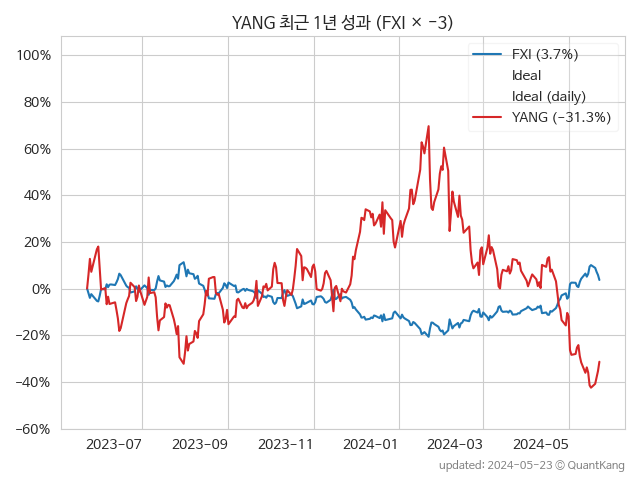 YANG 최근 1년 성과 (FXI × −3)
100%
80%
60%
40%
20%
0%
−20%
−40%
−60%
FXI (3.7%)
Ideal
Ideal (daily)
YANG (−31.3%)
2023−07
2023−09
2023−11
2024−01
2024−03
2024−05
updated: 2024-05-23 © QuantKang